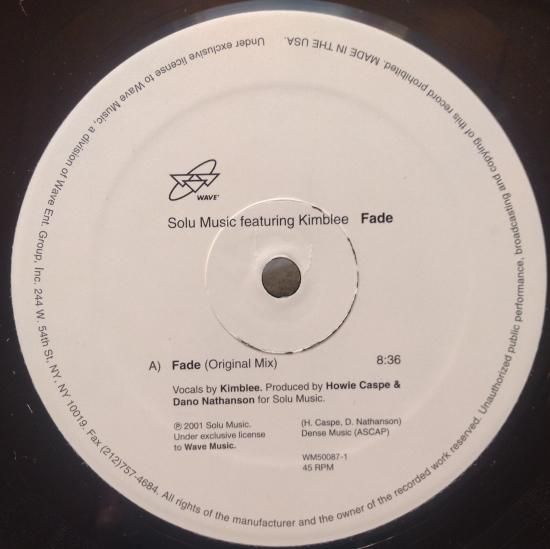 WAVE
Solu Music featuring Kimblee Fade
A) Fade (Original Mix) 8:36
Vocals by Kimblee. Produced by Howie Caspe &
Dano Nathanson for Solu Music.
℗ 2001 Solu Music.
Under exclusive license
to Wave Music.
(H. Caspe, D. Nathanson)
Dense Music (ASCAP)
WM50087-1
45 RPM
Under exclusive license to Wave Music, a division of Wave Ent. Group, Inc. 244 W. 54th St, NY, NY 10019. Fax (212)757-4684. All rights of the manufacturer and the owner of the recorded work reserved. Unauthorized public performance, broadcasting and copying of this record prohibited. MADE IN THE USA.